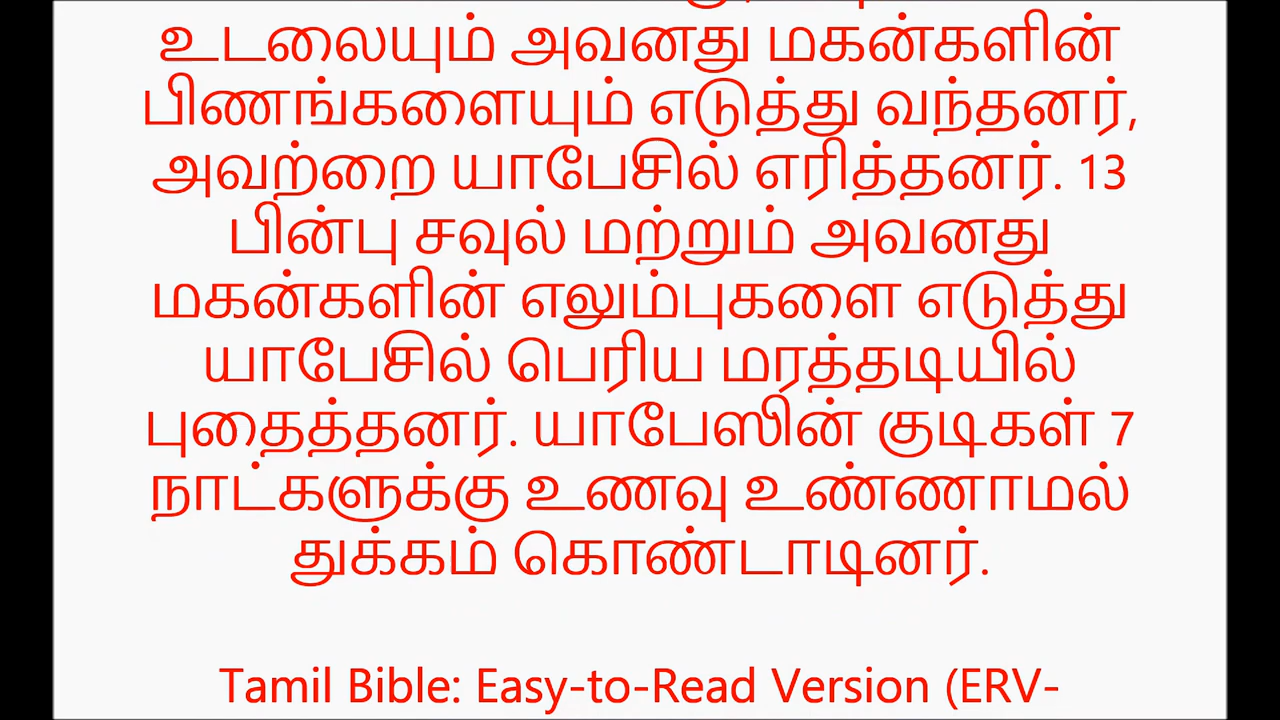 உடலையும் அவனது மகன்களின்
பிணங்களையும் எடுத்து வந்தனர்,
அவற்றை யாபேசில் எரித்தனர். 13
பின்பு சவுல் மற்றும் அவனது
மகன்களின் எலும்புகளை எடுத்து
யாபேசில் பெரிய மரத்தடியில்
புதைத்தனர். யாபேஸின் குடிகள் 7
நாட்களுக்கு உணவு உண்ணாமல்
துக்கம் கொண்டாடினர்.
Tamil Bible: Easy-to-Read Version (ERV-